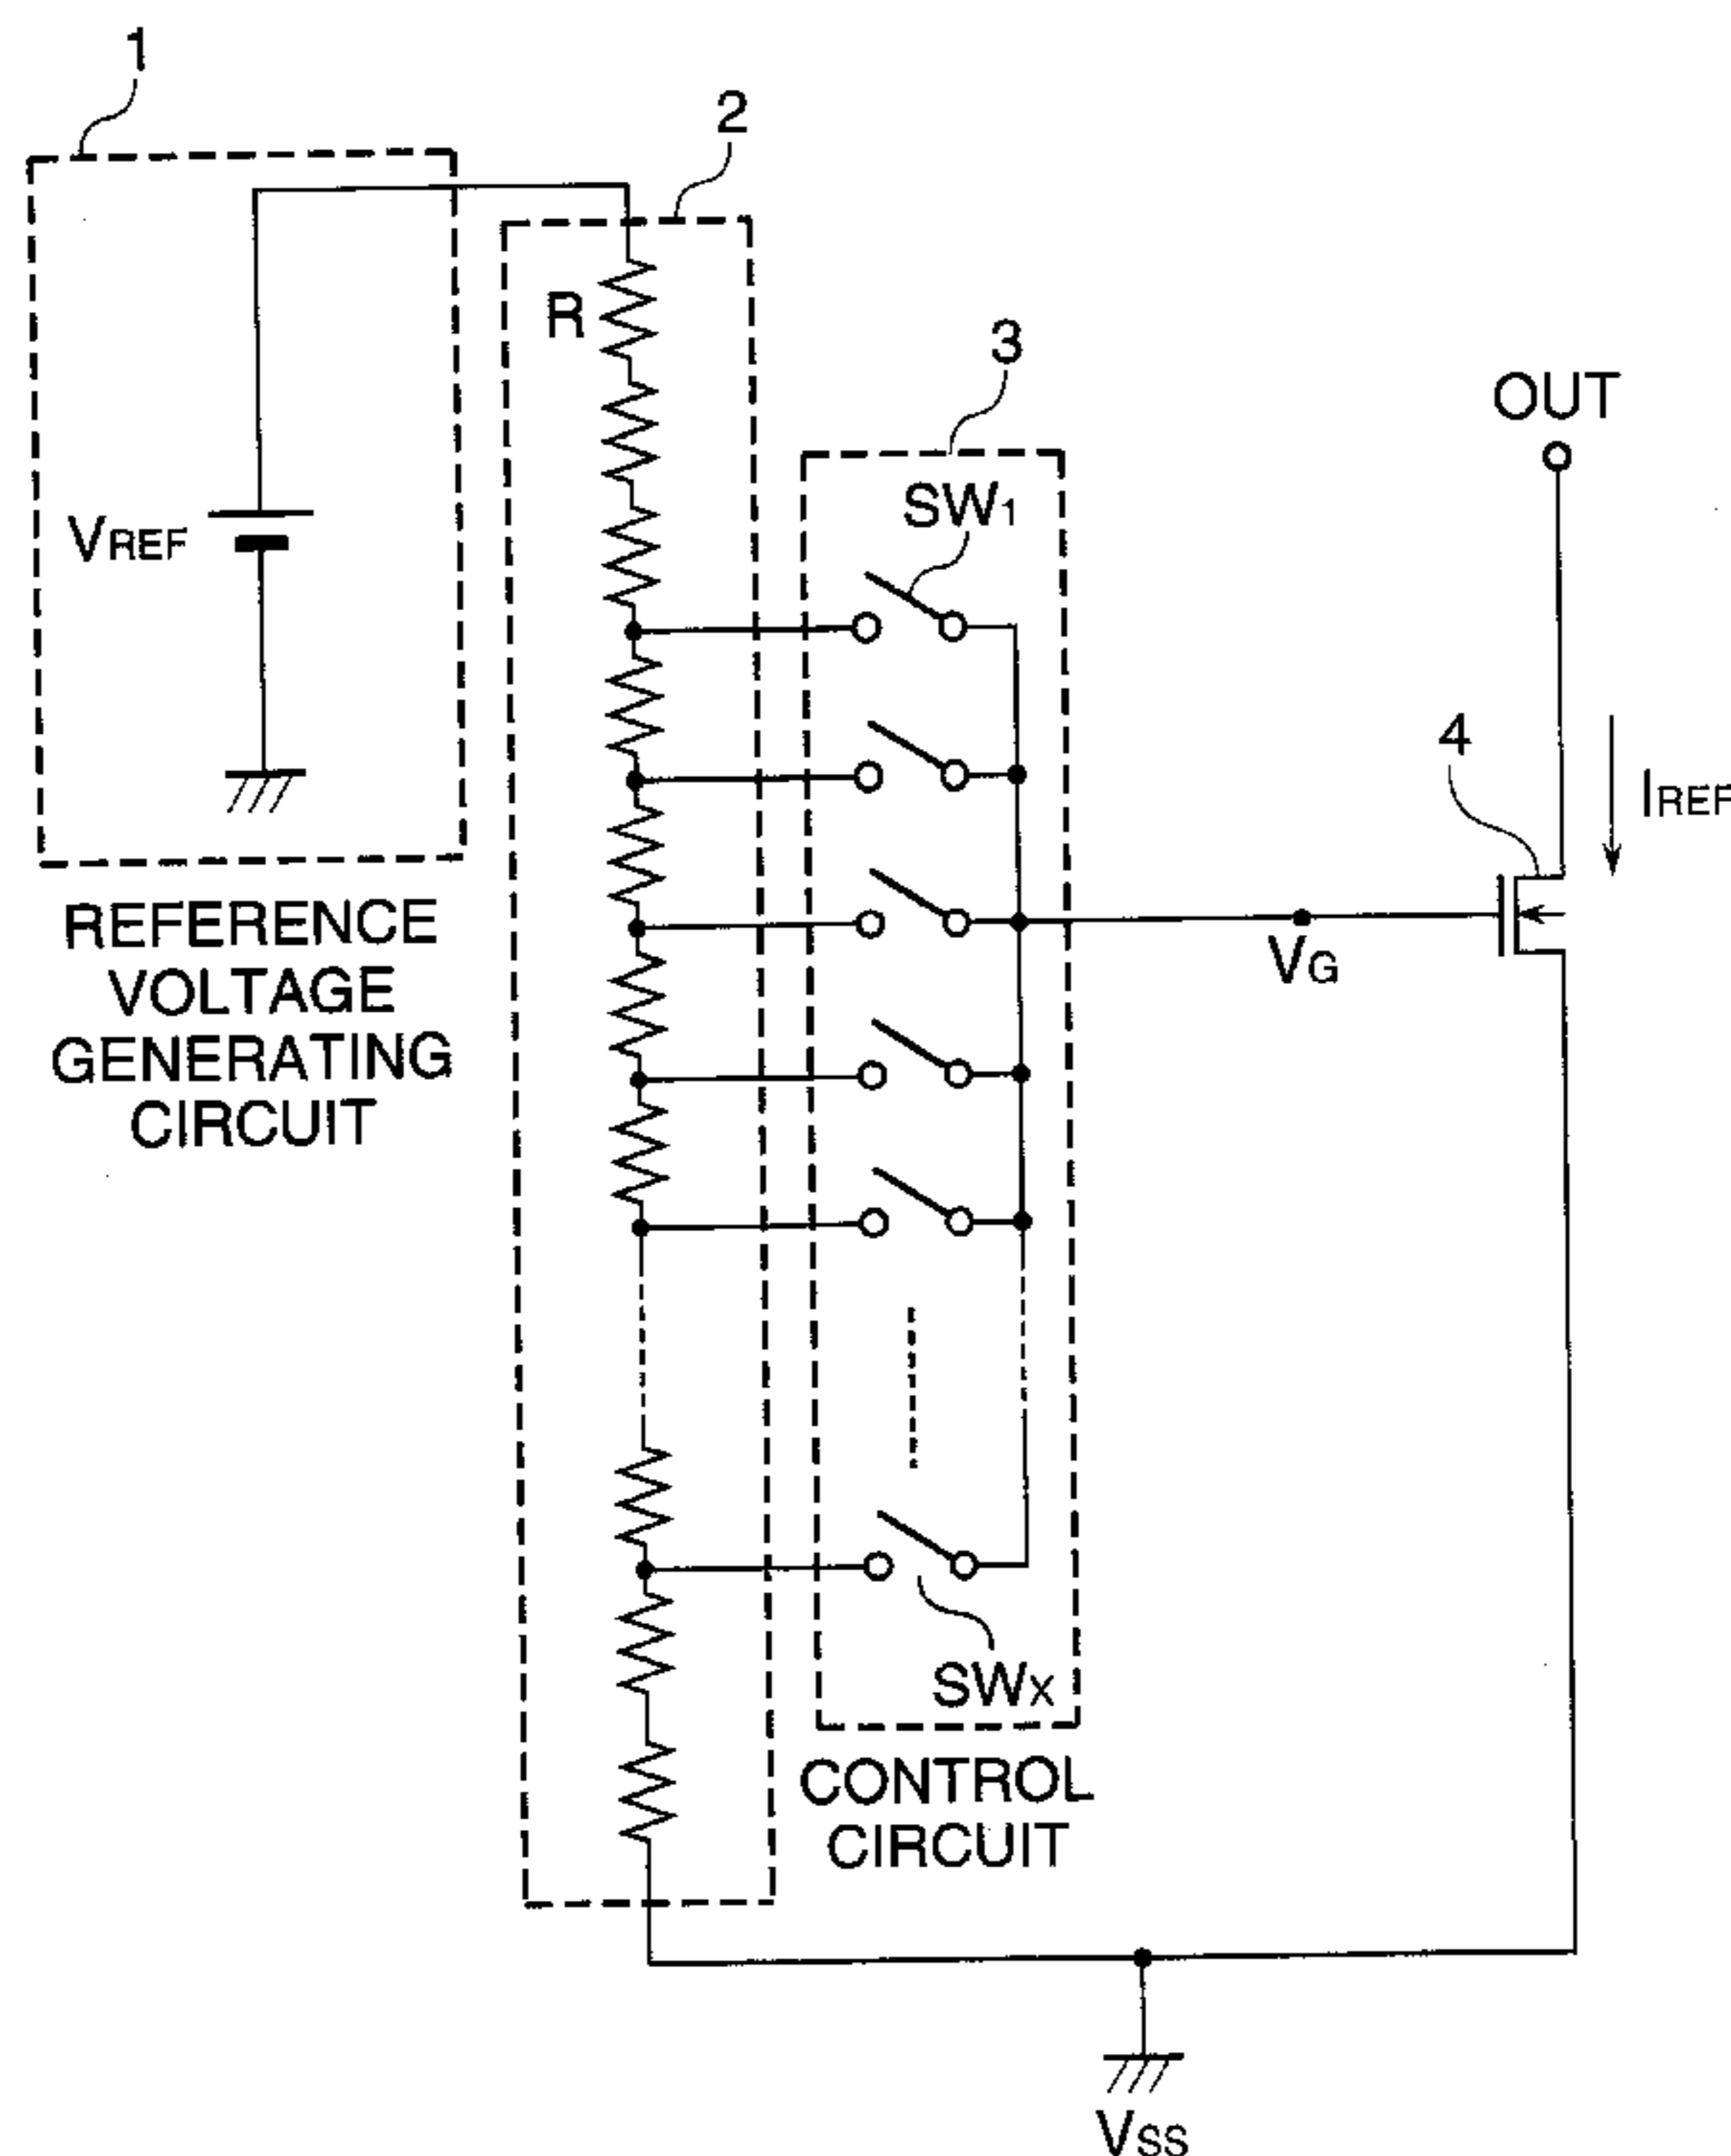 1
2
R
3
OUT
SW1
VREF
4
IREF
REFERENCE
VOLTAGE
GENERATING
CIRCUIT
VG
SWX
CONTROL
CIRCUIT
VSS